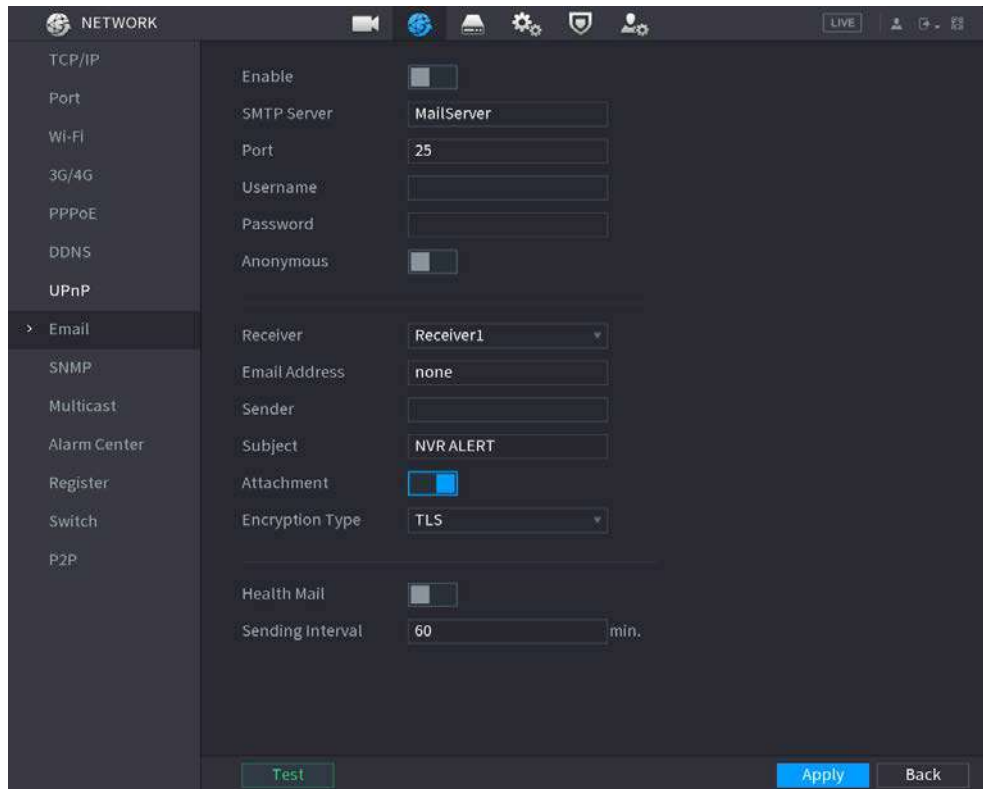 NETWORK
LIVE
TCP/IP
Port
Wi-Fi
3G/4G
PPPoE
DDNS
UPnP
Email
SNMP
Multicast
Alarm Center
Register
Switch
P2P
Enable
SMTP Server MailServer
Port 25
Username
Password
Anonymous
Receiver Receiver1
Email Address none
Sender
Subject NVR ALERT
Attachment
Encryption Type TLS
Health Mail
Sending Interval 60 min.
Test
Apply
Back